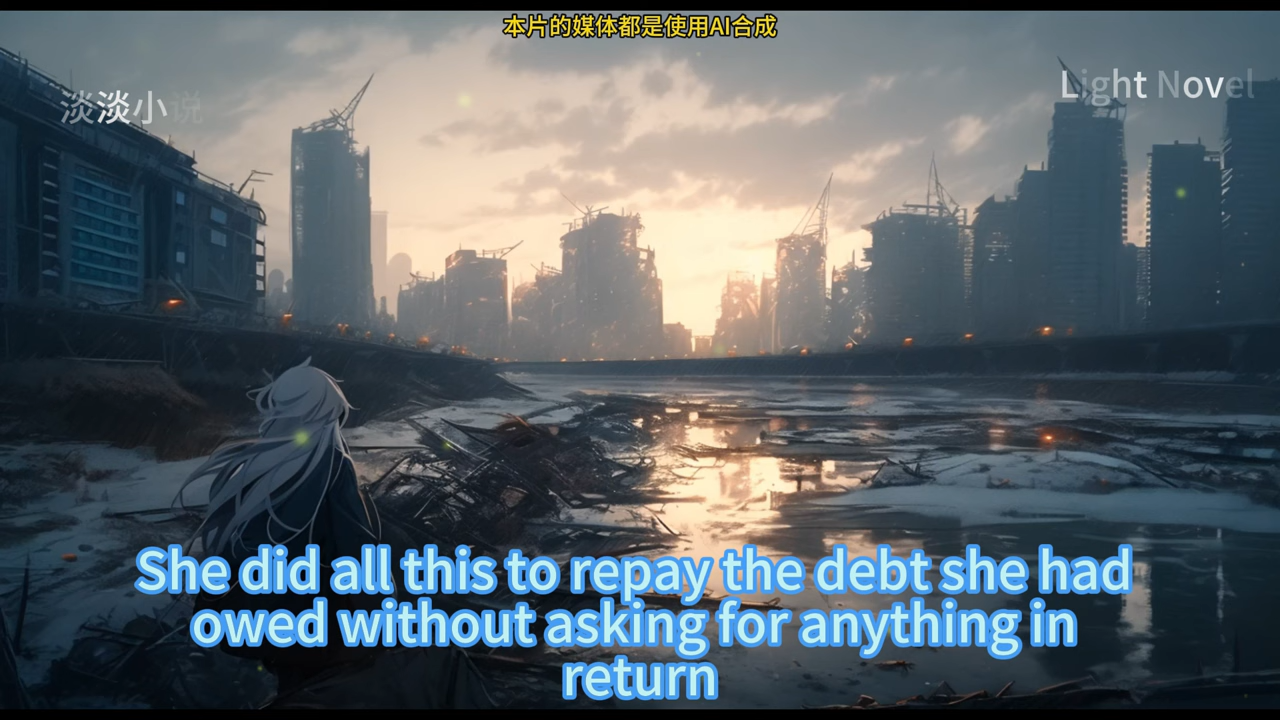 本片的媒体都是使用AI合成
Light Novel
淡淡小说
She did all this to repay the debt she had
owed without asking for anything in
return